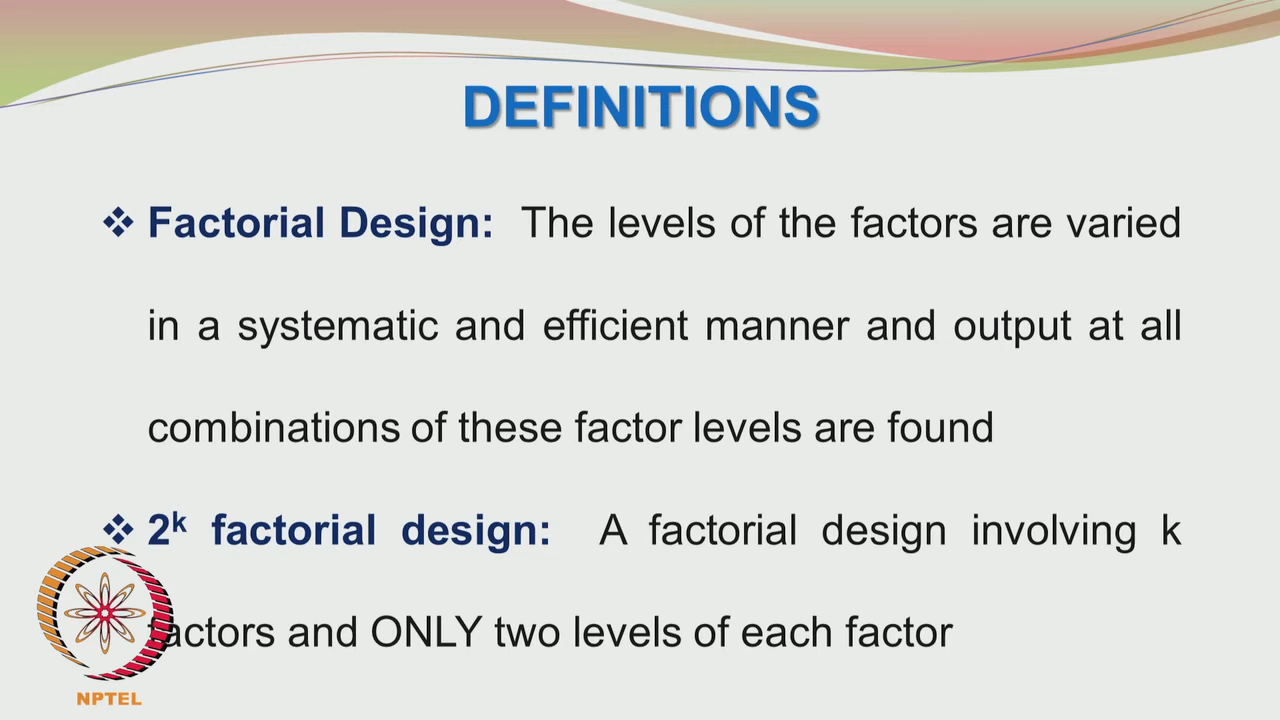 DEFINITIONS
❖ Factorial Design: The levels of the factors are varied
in a systematic and efficient manner and output at all
combinations of these factor levels are found
❖ 2ᵏ factorial design: A factorial design involving k
factors and ONLY two levels of each factor
NPTEL